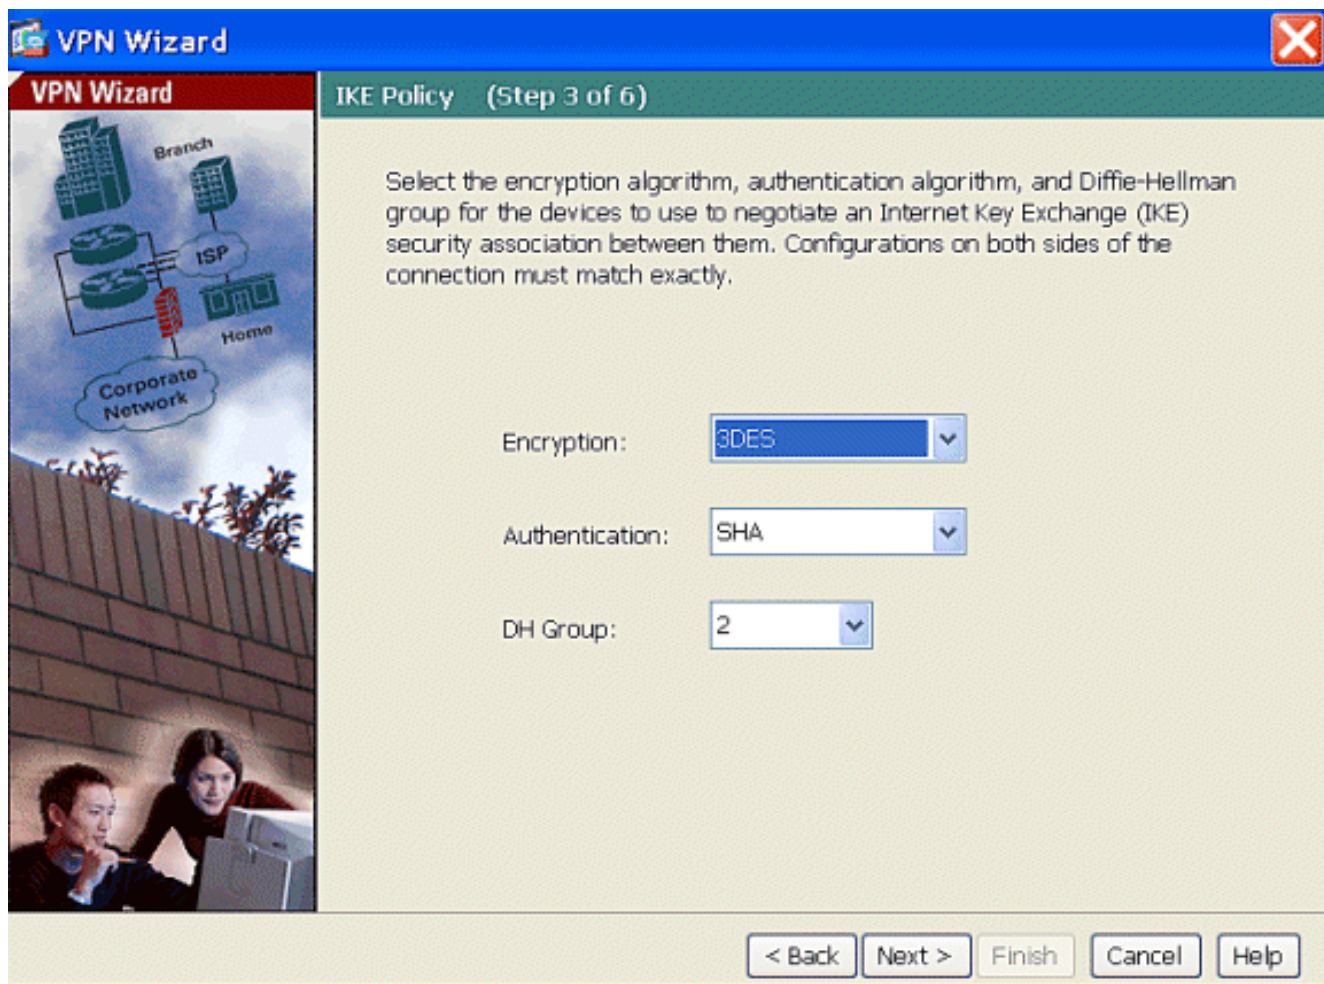 VPN Wizard
VPN Wizard
Branch
ISP
Home
Corporate
Network
IKE Policy (Step 3 of 6)
Select the encryption algorithm, authentication algorithm, and Diffie-Hellman
group for the devices to use to negotiate an Internet Key Exchange (IKE)
security association between them. Configurations on both sides of the
connection must match exactly.
Encryption: 3DES
Authentication: SHA
DH Group: 2
< Back Next > Finish Cancel Help